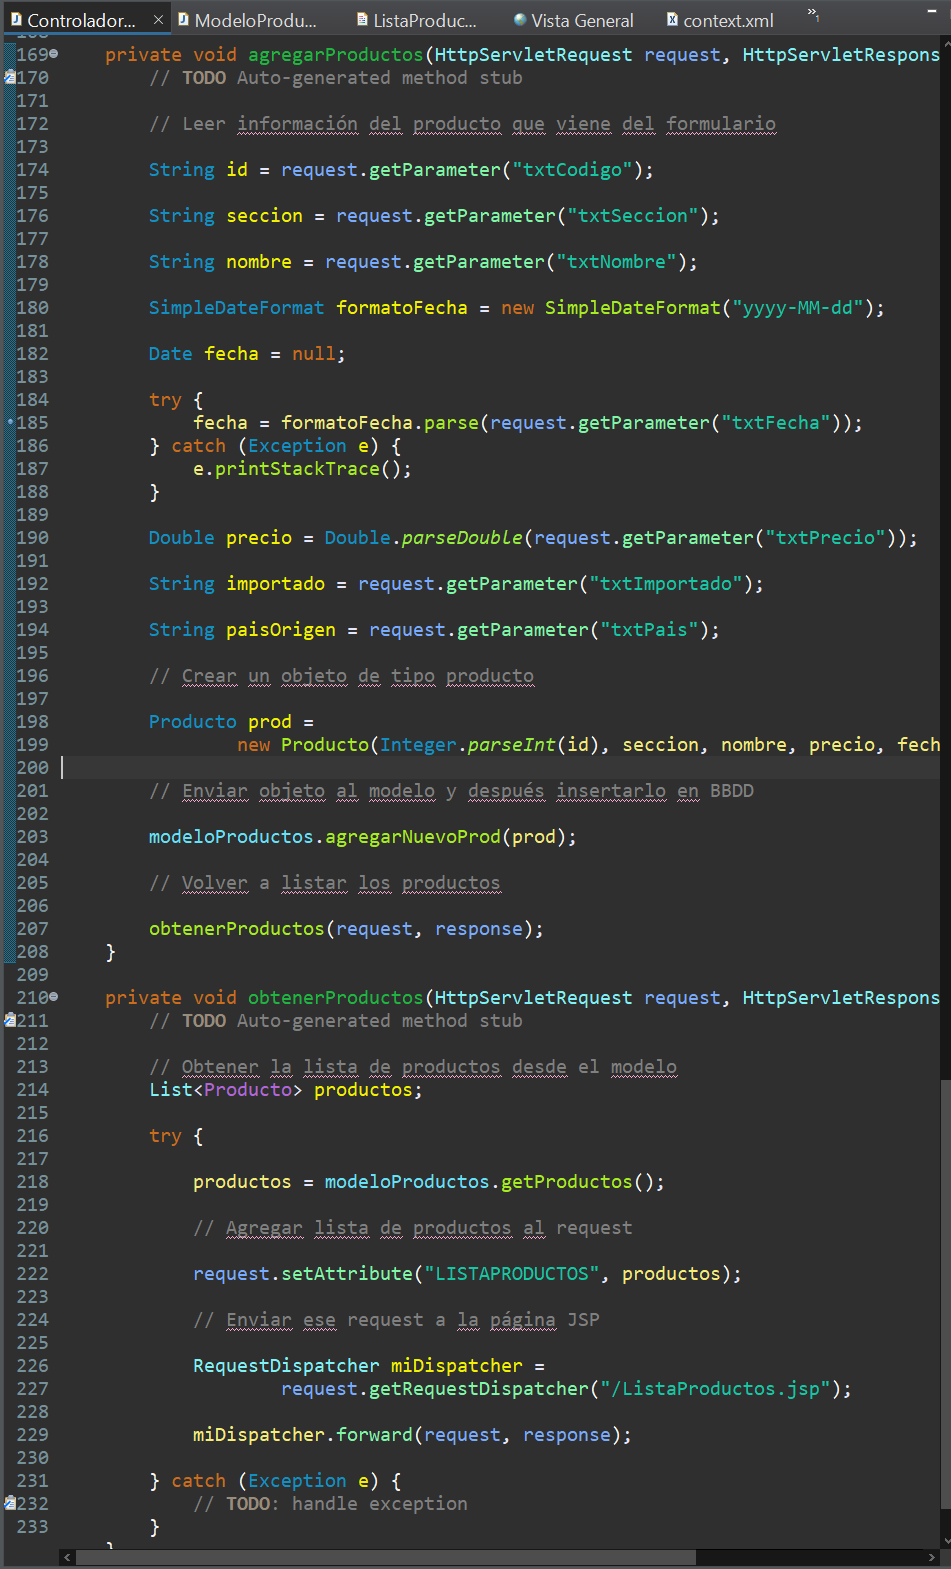 Controlador...
ModeloProdu...
ListaProduc...
Vista General
context.xml
»1
169 private void agregarProductos(HttpServletRequest request, HttpServletRespons
170 // TODO Auto-generated method stub
171
172 // Leer información del producto que viene del formulario
173
174 String id = request.getParameter("txtCodigo");
175
176 String seccion = request.getParameter("txtSeccion");
177
178 String nombre = request.getParameter("txtNombre");
179
180 SimpleDateFormat formatoFecha = new SimpleDateFormat("yyyy-MM-dd");
181
182 Date fecha = null;
183
184 try {
185 fecha = formatoFecha.parse(request.getParameter("txtFecha"));
186 } catch (Exception e) {
187 e.printStackTrace();
188 }
189
190 Double precio = Double.parseDouble(request.getParameter("txtPrecio"));
191
192 String importado = request.getParameter("txtImportado");
193
194 String paisOrigen = request.getParameter("txtPais");
195
196 // Crear un objeto de tipo producto
197
198 Producto prod =
199 new Producto(Integer.parseInt(id), seccion, nombre, precio, fech
200
201 // Enviar objeto al modelo y después insertarlo en BBDD
202
203 modeloProductos.agregarNuevoProd(prod);
204
205 // Volver a listar los productos
206
207 obtenerProductos(request, response);
208 }
209
210 private void obtenerProductos(HttpServletRequest request, HttpServletRespons
211 // TODO Auto-generated method stub
212
213 // Obtener la lista de productos desde el modelo
214 List<Producto> productos;
215
216 try {
217
218 productos = modeloProductos.getProductos();
219
220 // Agregar lista de productos al request
221
222 request.setAttribute("LISTAPRODUCTOS", productos);
223
224 // Enviar ese request a la página JSP
225
226 RequestDispatcher miDispatcher =
227 request.getRequestDispatcher("/ListaProductos.jsp");
228
229 miDispatcher.forward(request, response);
230
231 } catch (Exception e) {
232 // TODO: handle exception
233 }